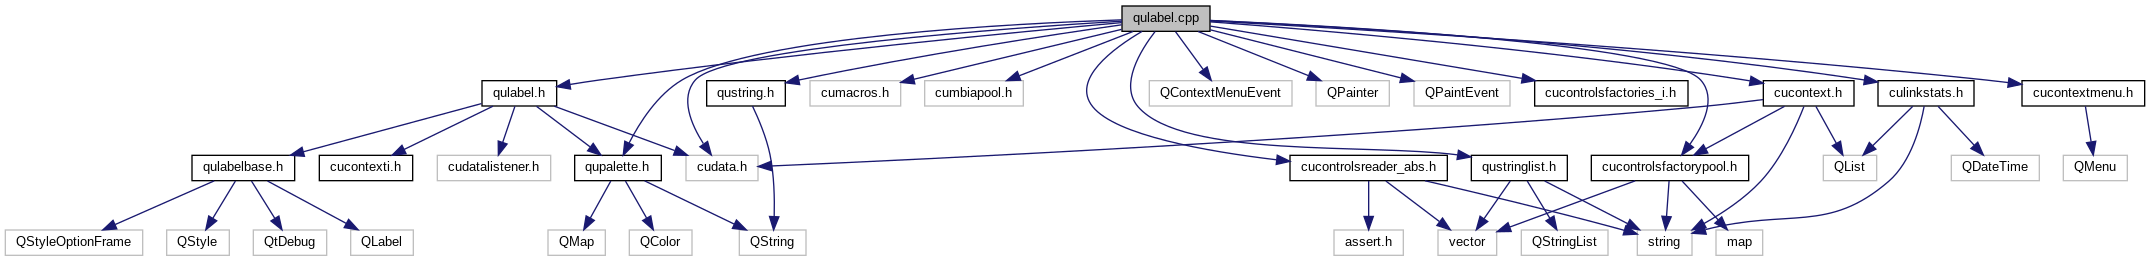 qulabel.cpp
qulabel.h
qustring.h
cumacros.h
cumbiapool.h
QContextMenuEvent
QPainter
QPaintEvent
cucontrolsfactories_i.h
cucontext.h
culinkstats.h
cucontextmenu.h
qulabelbase.h
cucontexti.h
cudatalistener.h
qupalette.h
cudata.h
cucontrolsreader_abs.h
qustringlist.h
cucontrolsfactorypool.h
QList
QDateTime
QMenu
QStyleOptionFrame
QStyle
QtDebug
QLabel
QMap
QColor
QString
assert.h
vector
QStringList
string
map